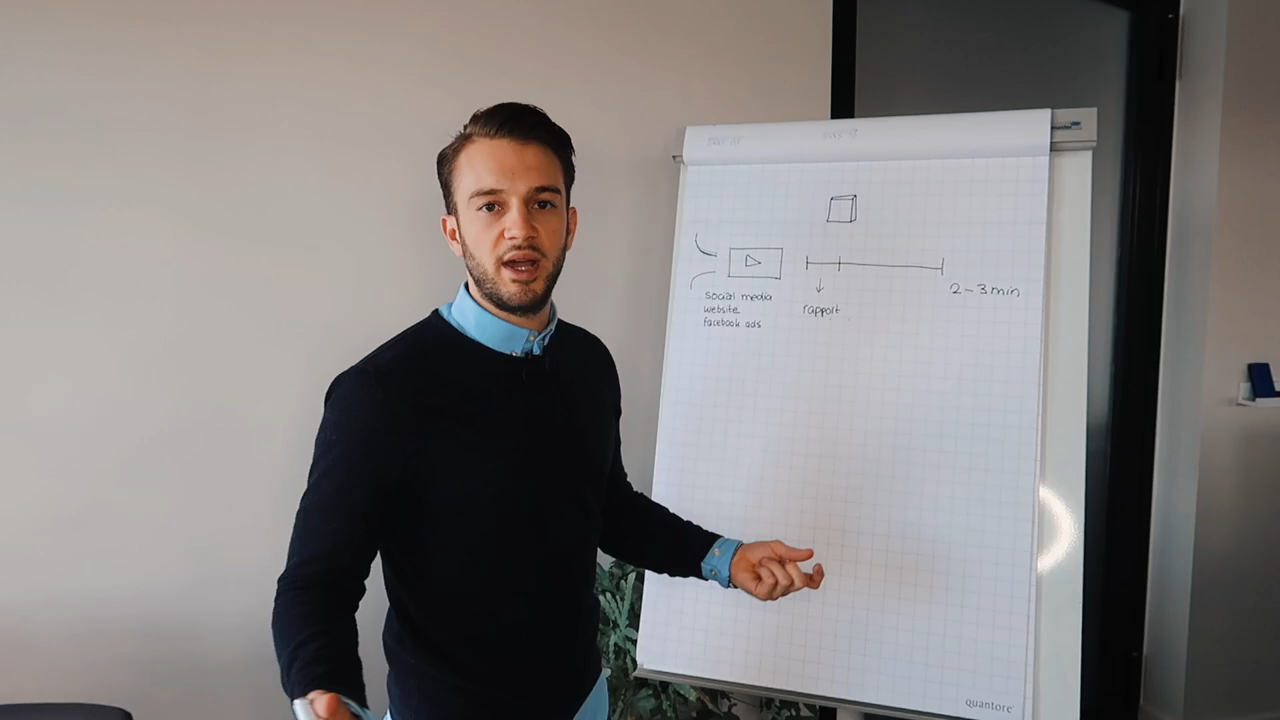 social media
website
facebook ads
rapport
2-3 min
quantore